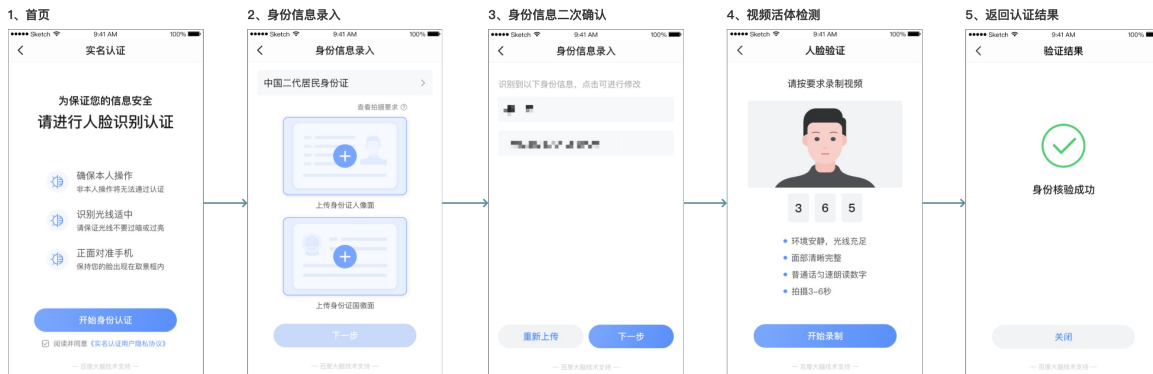 1、首页
●●●●● Sketch 9:41 AM 100%
实名认证
为保证您的信息安全
请进行人脸识别认证
确保本人操作
非本人操作将无法通过认证
识别光线适中
请保证光线不要过暗或过亮
正面对准手机
保持您的脸出现在取景框内
开始身份认证
阅读并同意《实名认证用户隐私协议》
— 百度大脑技术支持 —
2、身份信息录入
●●●●● Sketch 9:41 AM 100%
身份信息录入
中国二代居民身份证
查看拍摄要求
上传身份证人像面
上传身份证国徽面
下一步
— 百度大脑技术支持 —
3、身份信息二次确认
●●●●● Sketch 9:41 AM 100%
身份信息录入
识别到以下身份信息，点击可进行修改
重新上传 下一步
— 百度大脑技术支持 —
4、视频活体检测
●●●●● Sketch 9:41 AM 100%
人脸验证
请按要求录制视频
3 6 5
环境安静，光线充足
面部清晰完整
普通话匀速朗读数字
拍摄3-6秒
开始录制
— 百度大脑技术支持 —
5、返回认证结果
●●●●● Sketch 9:41 AM 100%
验证结果
身份核验成功
关闭
— 百度大脑技术支持 —